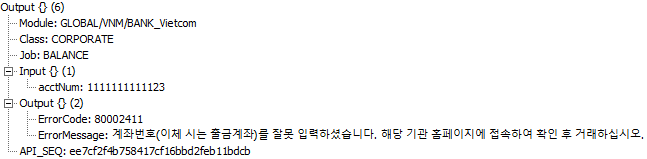 Output {} (6)
Module: GLOBAL/VNM/BANK_Vietcom
Class: CORPORATE
Job: BALANCE
Input {} (1)
acctNum: 1111111111123
Output {} (2)
ErrorCode: 80002411
ErrorMessage: 계좌번호(이체 시는 출금계좌)를 잘못 입력하셨습니다. 해당 기관 홈페이지에 접속하여 확인 후 거래하십시오.
API_SEQ: ee7cf2f4b758417cf16bbd2feb11bdcb